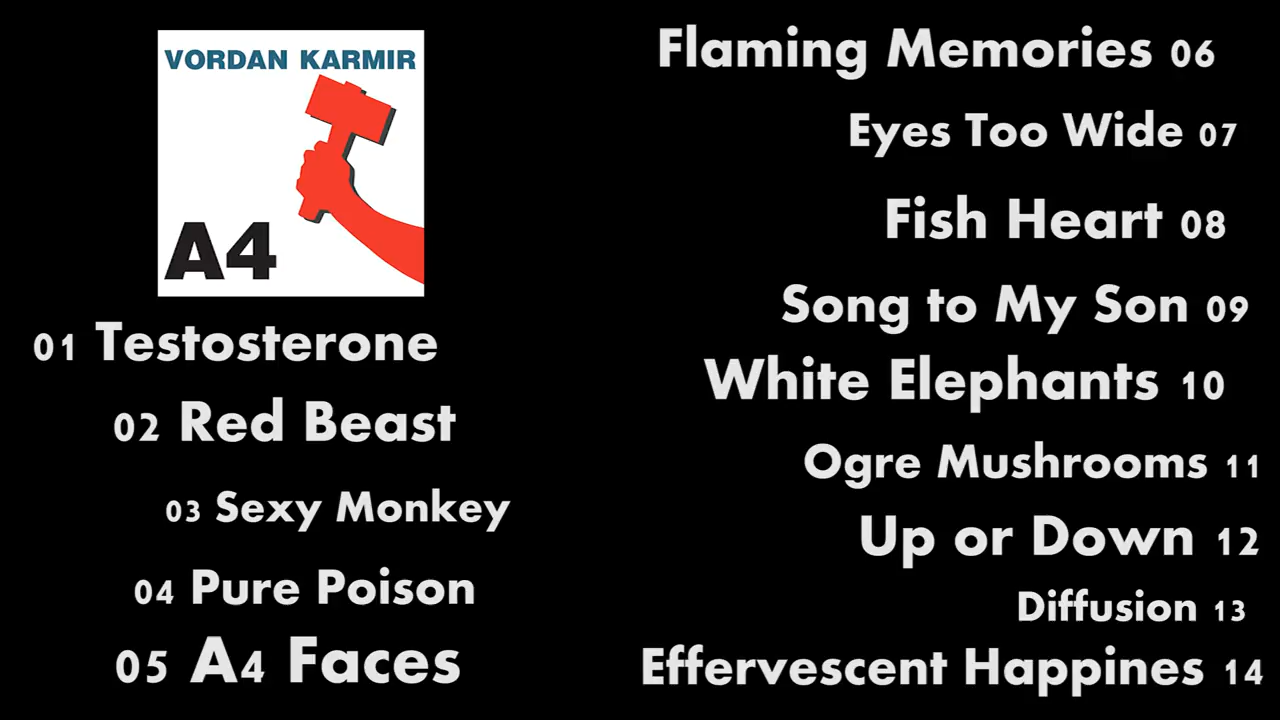 VORDAN KARMIR
A4
01 Testosterone
02 Red Beast
03 Sexy Monkey
04 Pure Poison
05 A4 Faces
Flaming Memories 06
Eyes Too Wide 07
Fish Heart 08
Song to My Son 09
White Elephants 10
Ogre Mushrooms 11
Up or Down 12
Diffusion 13
Effervescent Happines 14